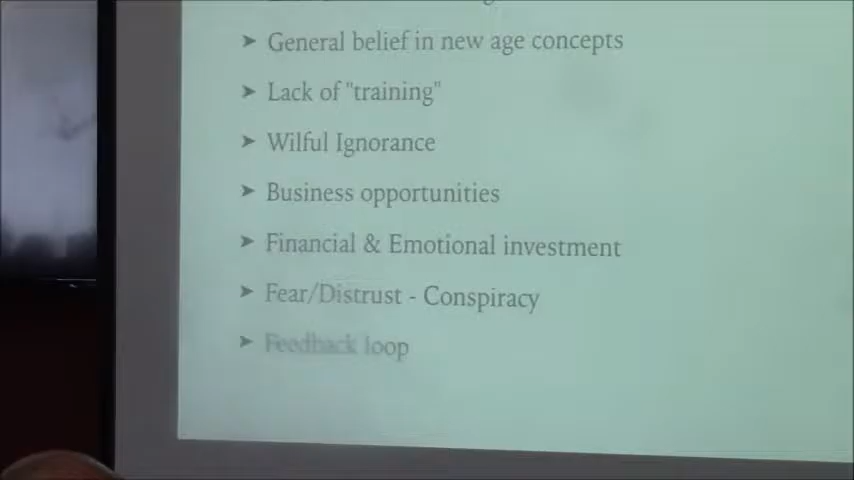 ➤ General belief in new age concepts
➤ Lack of "training"
➤ Wilful Ignorance
➤ Business opportunities
➤ Financial & Emotional investment
➤ Fear/Distrust - Conspiracy
➤ Feedback loop